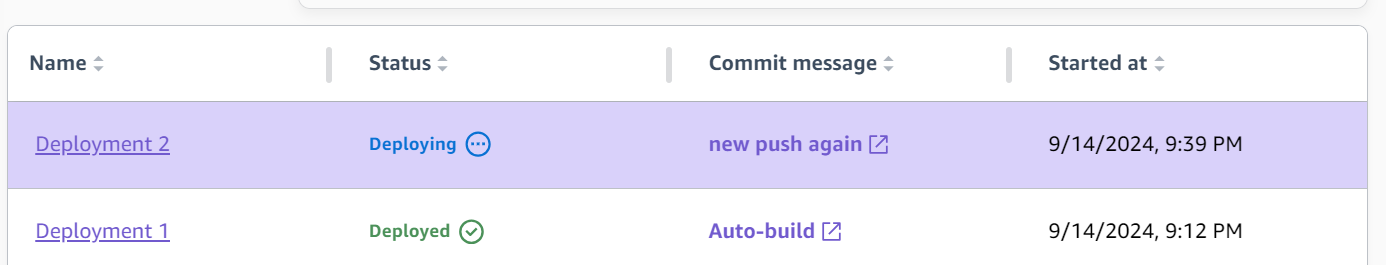 Name Status Commit message Started at
Deployment 2 Deploying new push again 9/14/2024, 9:39 PM
Deployment 1 Deployed Auto-build 9/14/2024, 9:12 PM